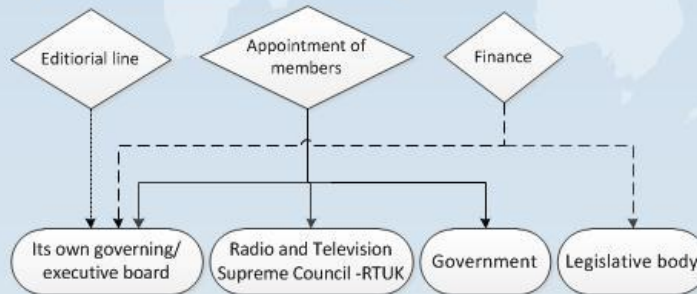 Editorial line
Appointment of
members
Finance
Its own governing/
executive board
Radio and Television
Supreme Council -RTUK
Government
Legislative body